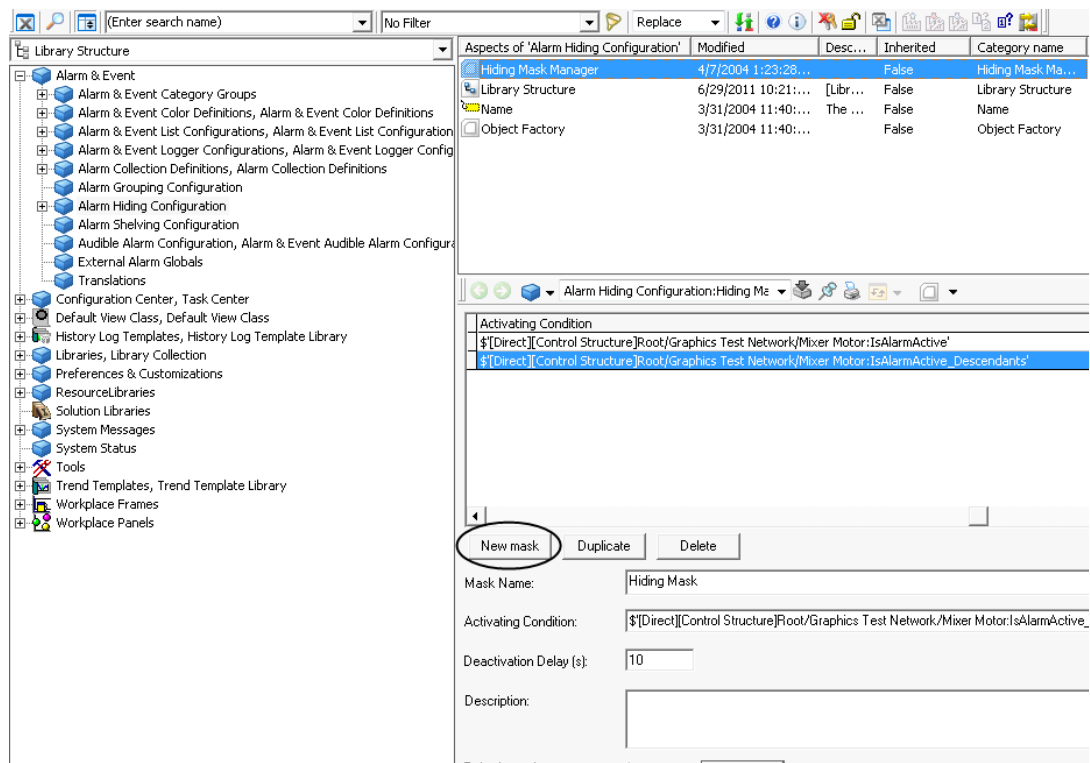 (Enter search name) No Filter Replace
Library Structure
Alarm & Event
Alarm & Event Category Groups
Alarm & Event Color Definitions, Alarm & Event Color Definitions
Alarm & Event List Configurations, Alarm & Event List Configuration
Alarm & Event Logger Configurations, Alarm & Event Logger Config
Alarm Collection Definitions, Alarm Collection Definitions
Alarm Grouping Configuration
Alarm Hiding Configuration
Alarm Shelving Configuration
Audible Alarm Configuration, Alarm & Event Audible Alarm Configura
External Alarm Globals
Translations
Configuration Center, Task Center
Default View Class, Default View Class
History Log Templates, History Log Template Library
Libraries, Library Collection
Preferences & Customizations
ResourceLibraries
Solution Libraries
System Messages
System Status
Tools
Trend Templates, Trend Template Library
Workplace Frames
Workplace Panels
Aspects of 'Alarm Hiding Configuration' Modified Desc... Inherited Category name
Hiding Mask Manager 4/7/2004 1:23:28... False Hiding Mask Ma...
Library Structure 6/29/2011 10:21:... [Libr... False Library Structure
Name 3/31/2004 11:40:... The ... False Name
Object Factory 3/31/2004 11:40:... False Object Factory
Alarm Hiding Configuration:Hiding Ma
Activating Condition
$'[Direct][Control Structure]Root/Graphics Test Network/Mixer Motor:IsAlarmActive'
$'[Direct][Control Structure]Root/Graphics Test Network/Mixer Motor:IsAlarmActive_Descendants'
New mask Duplicate Delete
Mask Name: Hiding Mask
Activating Condition: $'[Direct][Control Structure]Root/Graphics Test Network/Mixer Motor:IsAlarmActive_
Deactivation Delay (s): 10
Description: